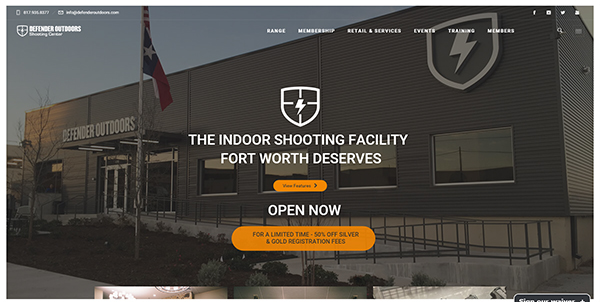 817.935.8377 info@defenderoutdoors.com
DEFENDER OUTDOORS
Shooting Center
RANGE MEMBERSHIP RETAIL & SERVICES EVENTS TRAINING MEMBERS
DEFENDER OUTDOORS
THE INDOOR SHOOTING FACILITY
FORT WORTH DESERVES
View Features
OPEN NOW
FOR A LIMITED TIME - 50% OFF SILVER
& GOLD REGISTRATION FEES
Sign our waiver